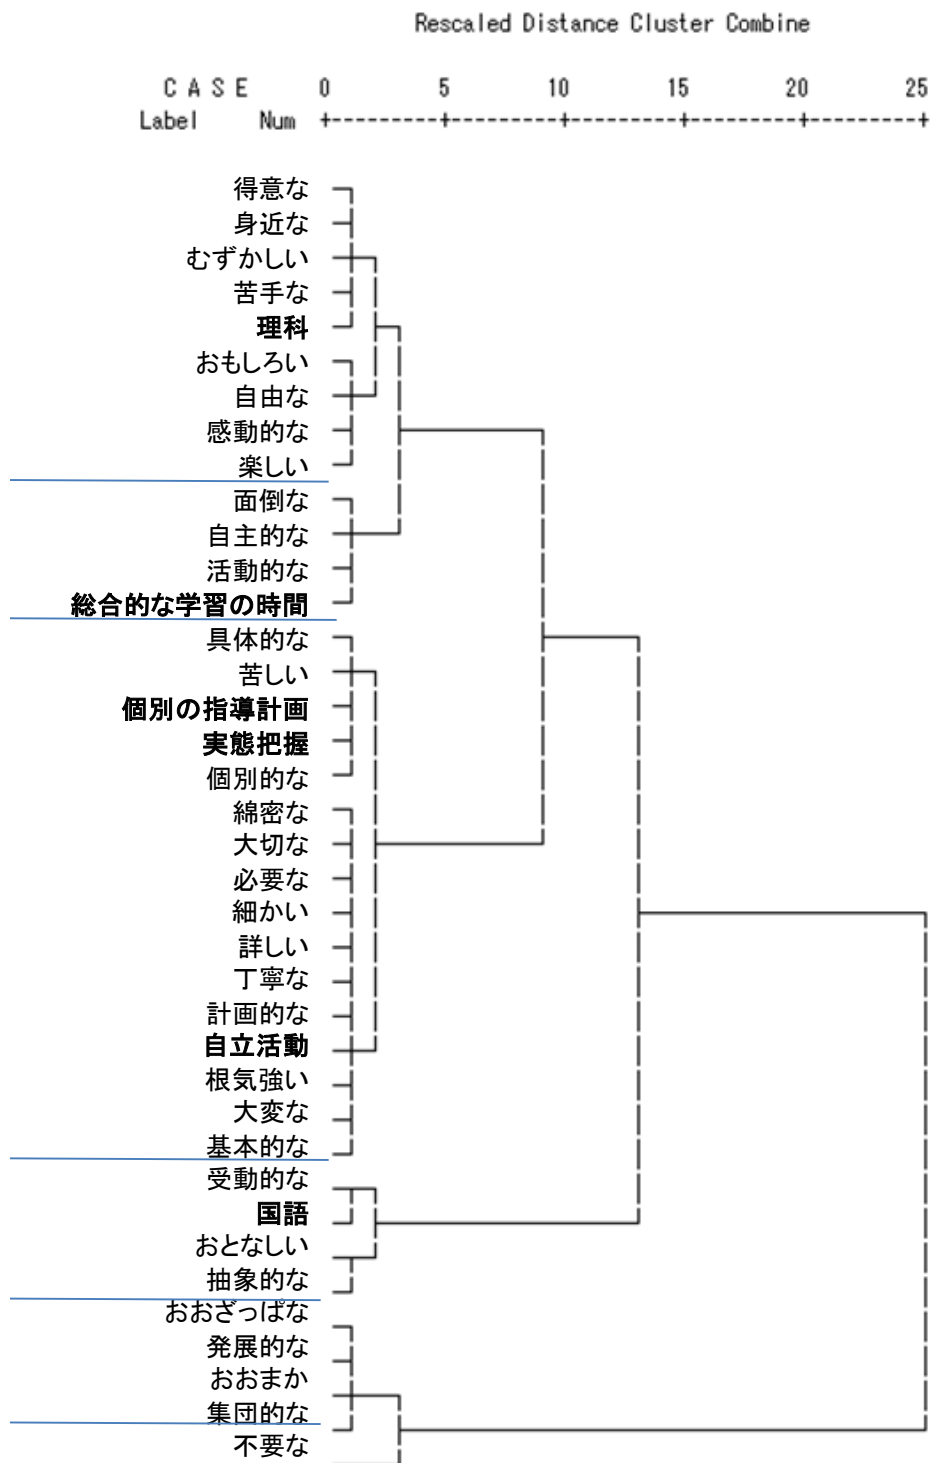 Rescaled Distance Cluster Combine
C A S E 0 5 10 15 20 25
Label Num +---------+---------+---------+---------+---------+
得意な
身近な
むずかしい
苦手な
理科
おもしろい
自由な
感動的な
楽しい
面倒な
自主的な
活動的な
総合的な学習の時間
具体的な
苦しい
個別の指導計画
実態把握
個別的な
綿密な
大切な
必要な
細かい
詳しい
丁寧な
計画的な
自立活動
根気強い
大変な
基本的な
受動的な
国語
おとなしい
抽象的な
おおざっぱな
発展的な
おおまか
集団的な
不要な